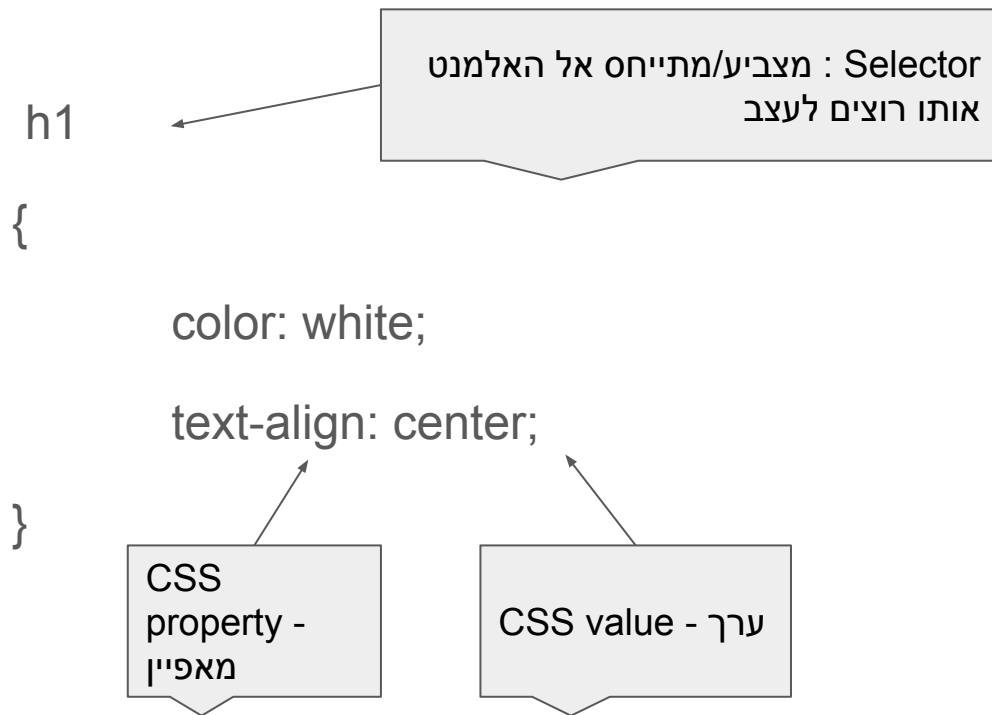 Selector : מצביע/מתייחס אל האלמנט
אותו רוצים לעצב
h1
{
color: white;
text-align: center;
}
CSS
property -
מאפיין
CSS value - ערך